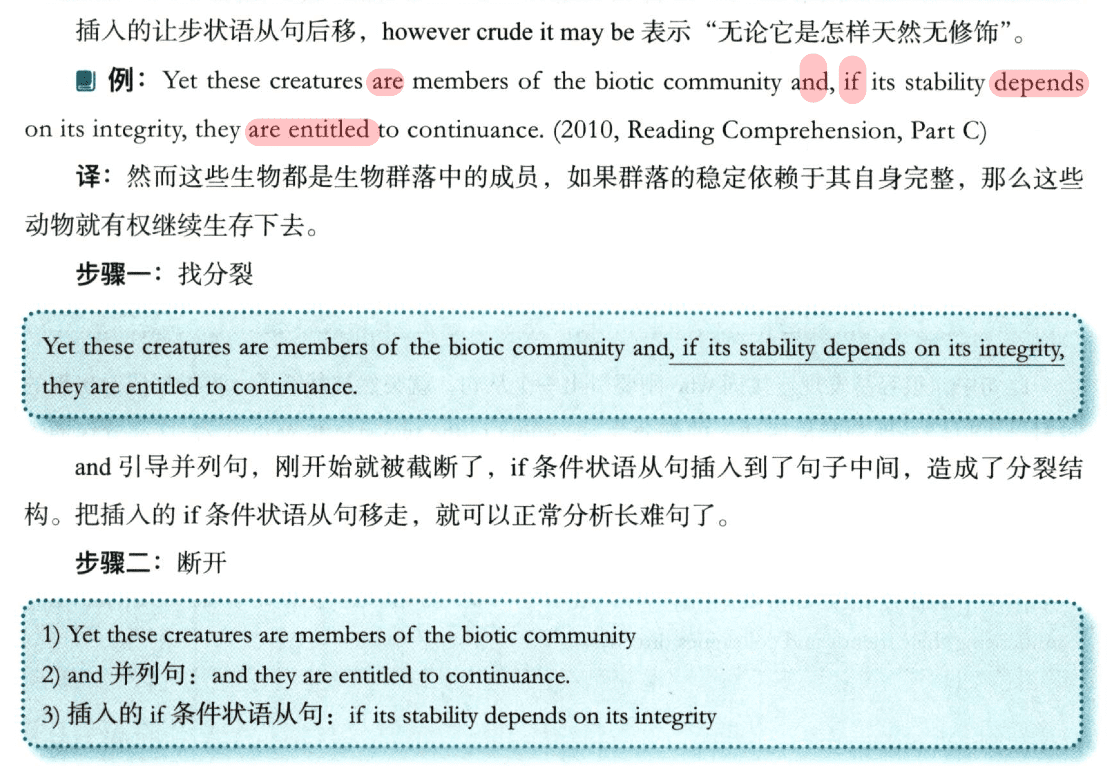 插入的让步状语从句后移，however crude it may be 表示“无论它是怎样天然无修饰”。
例：Yet these creatures are members of the biotic community and, if its stability depends
on its integrity, they are entitled to continuance. (2010, Reading Comprehension, Part C)
译：然而这些生物都是生物群落中的成员，如果群落的稳定依赖于其自身完整，那么这些
动物就有权继续生存下去。
步骤一：找分裂
Yet these creatures are members of the biotic community and, if its stability depends on its integrity,
they are entitled to continuance.
and 引导并列句，刚开始就被截断了，if 条件状语从句插入到了句子中间，造成了分裂结
构。把插入的 if 条件状语从句移走，就可以正常分析长难句了。
步骤二：断开
1) Yet these creatures are members of the biotic community
2) and 并列句：and they are entitled to continuance.
3) 插入的 if 条件状语从句：if its stability depends on its integrity